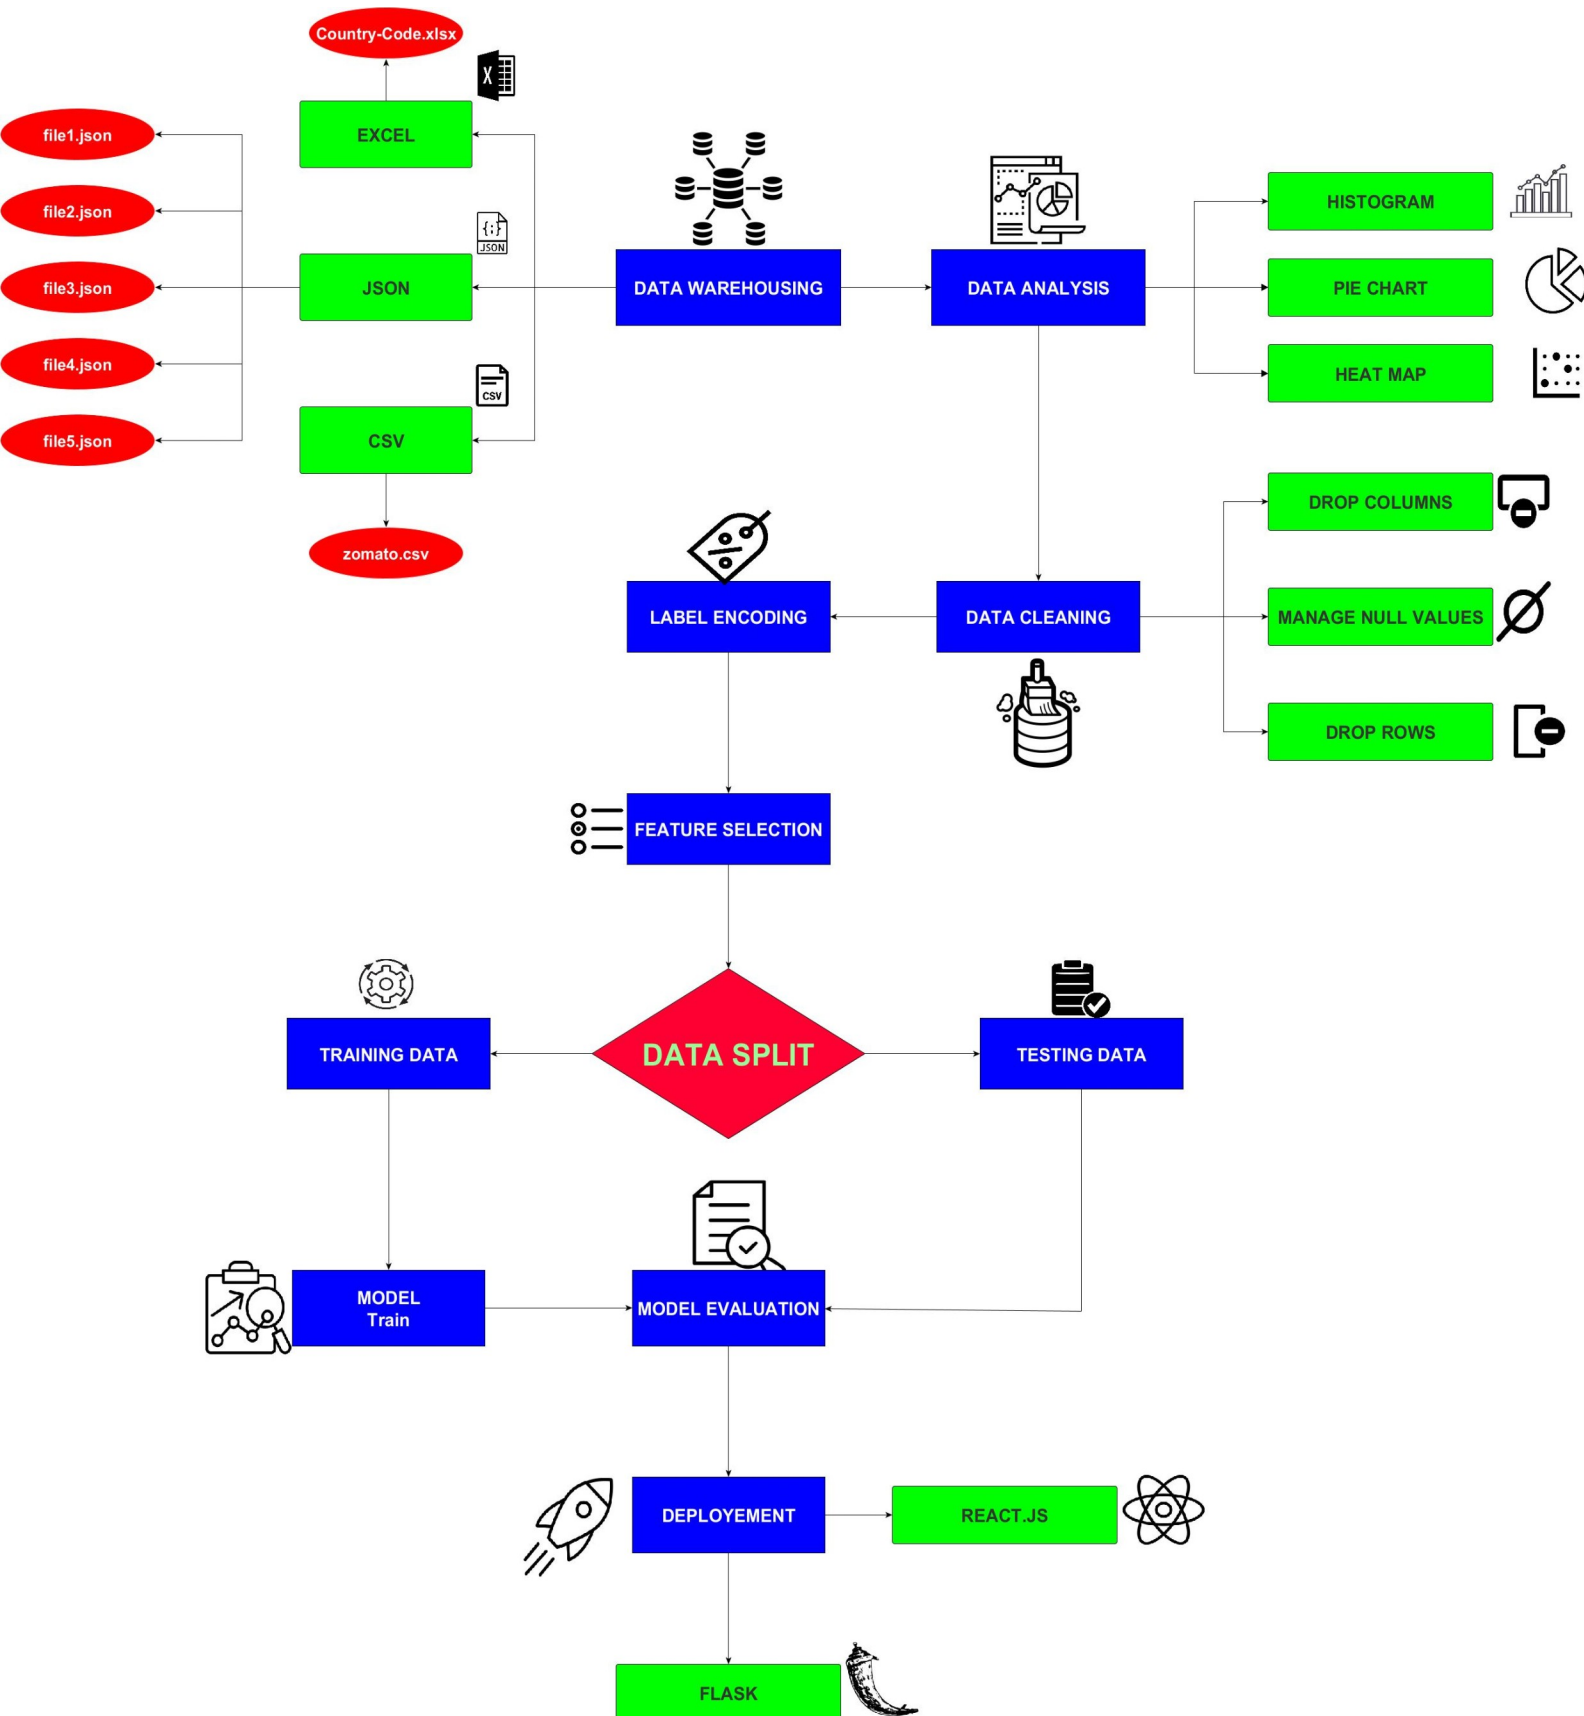 Country-Code.xlsx
X
EXCEL
file1.json
file2.json
{;}
JSON
HISTOGRAM
file3.json
JSON
DATA WAREHOUSING
DATA ANALYSIS
PIE CHART
file4.json
HEAT MAP
CSV
file5.json
CSV
zomato.csv
DROP COLUMNS
LABEL ENCODING
DATA CLEANING
MANAGE NULL VALUES
DROP ROWS
FEATURE SELECTION
TRAINING DATA
DATA SPLIT
TESTING DATA
MODEL
Train
MODEL EVALUATION
DEPLOYEMENT
REACT.JS
FLASK